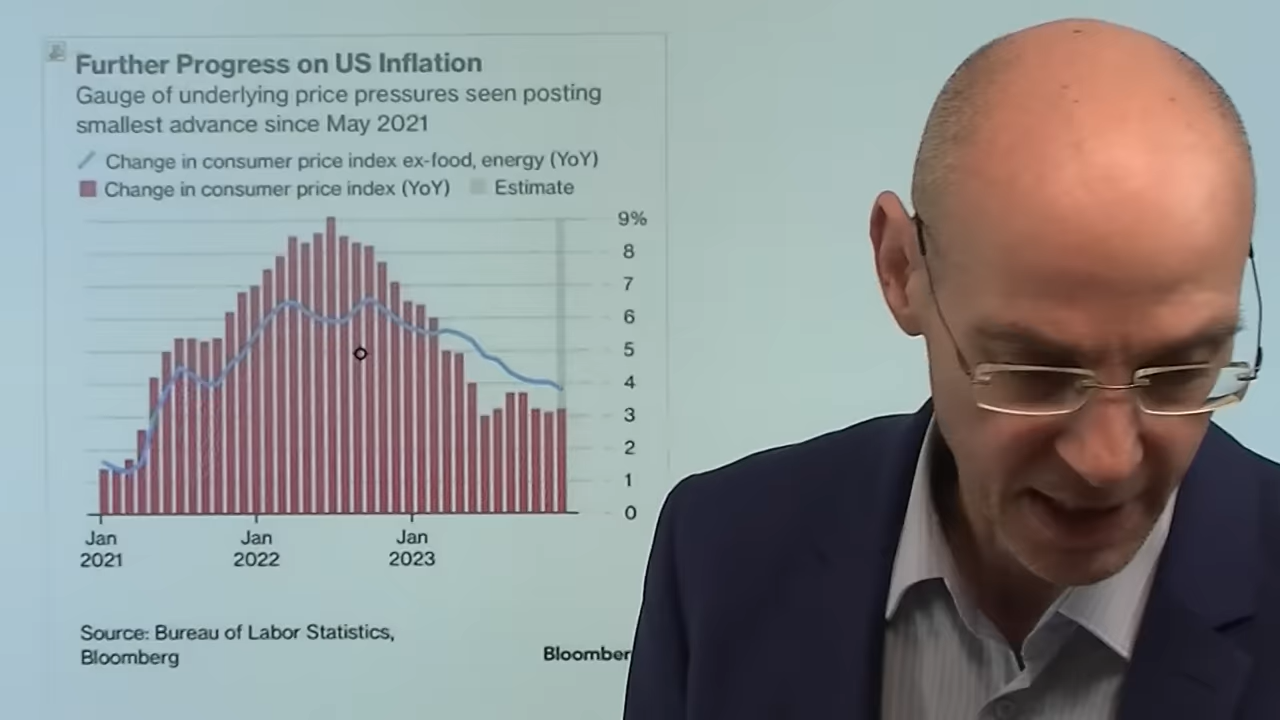 Further Progress on US Inflation
Gauge of underlying price pressures seen posting
smallest advance since May 2021
Change in consumer price index ex-food, energy (YoY)
Change in consumer price index (YoY) Estimate
9%
8
7
6
5
4
3
2
1
0
Jan Jan Jan
2021 2022 2023
Source: Bureau of Labor Statistics,
Bloomberg
Bloomber